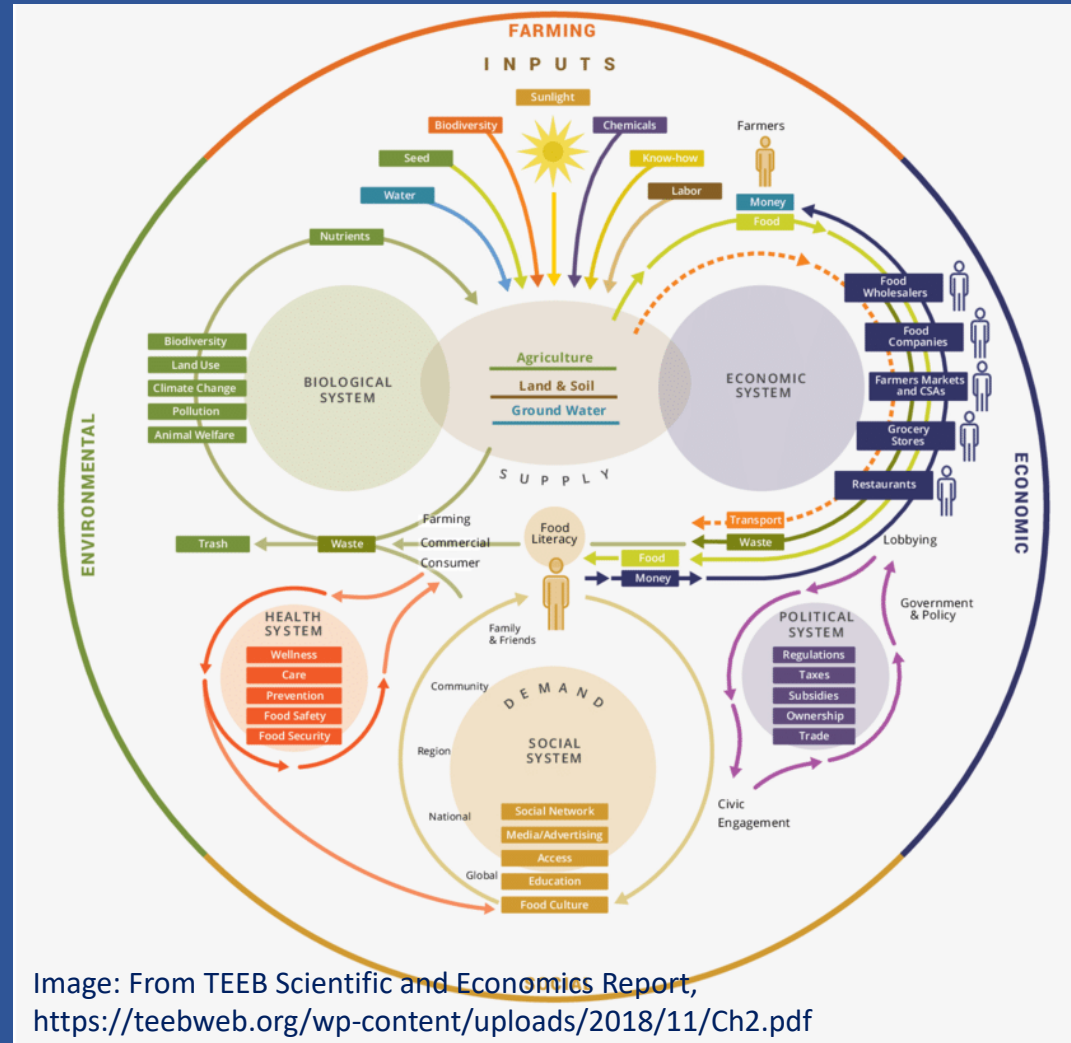 FARMING
INPUTS
Sunlight
Biodiversity
Chemicals
Farmers
Seed
Know-how
Water
Labor
Money
Food
Nutrients
Food
Wholesalers
Food
Companies
Farmers Markets
and CSAs
Grocery
Stores
Restaurants
Biodiversity
Land Use
Climate Change
Pollution
Animal Welfare
BIOLOGICAL
SYSTEM
Agriculture
Land & Soil
Ground Water
ECONOMIC
SYSTEM
SUPPLY
ENVIRONMENTAL
ECONOMIC
Farming
Commercial
Consumer
Trash
Waste
Food
Literacy
Transport
Waste
Food
Money
Lobbying
Government
& Policy
HEALTH
SYSTEM
Wellness
Care
Prevention
Food Safety
Food Security
Family
& Friends
Community
Region
National
Global
DEMAND
SOCIAL
SYSTEM
Social Network
Media/Advertising
Access
Education
Food Culture
POLITICAL
SYSTEM
Regulations
Taxes
Subsidies
Ownership
Trade
Civic
Engagement
SOCIAL
Image: From TEEB Scientific and Economics Report,
https://teebweb.org/wp-content/uploads/2018/11/Ch2.pdf